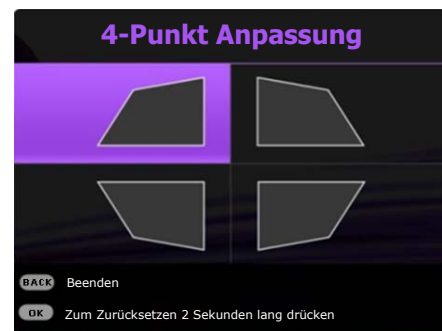 4-Punkt Anpassung
BACK Beenden
OK Zum Zurücksetzen 2 Sekunden lang drücken